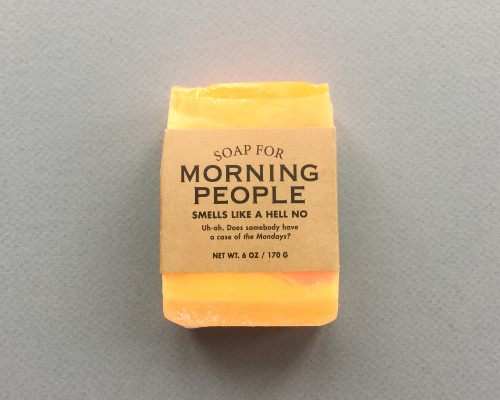 SOAP FOR
MORNING
PEOPLE
SMELLS LIKE A HELL NO
Uh-oh. Does somebody have
a case of the Mondays?
NET WT. 6 OZ / 170 G